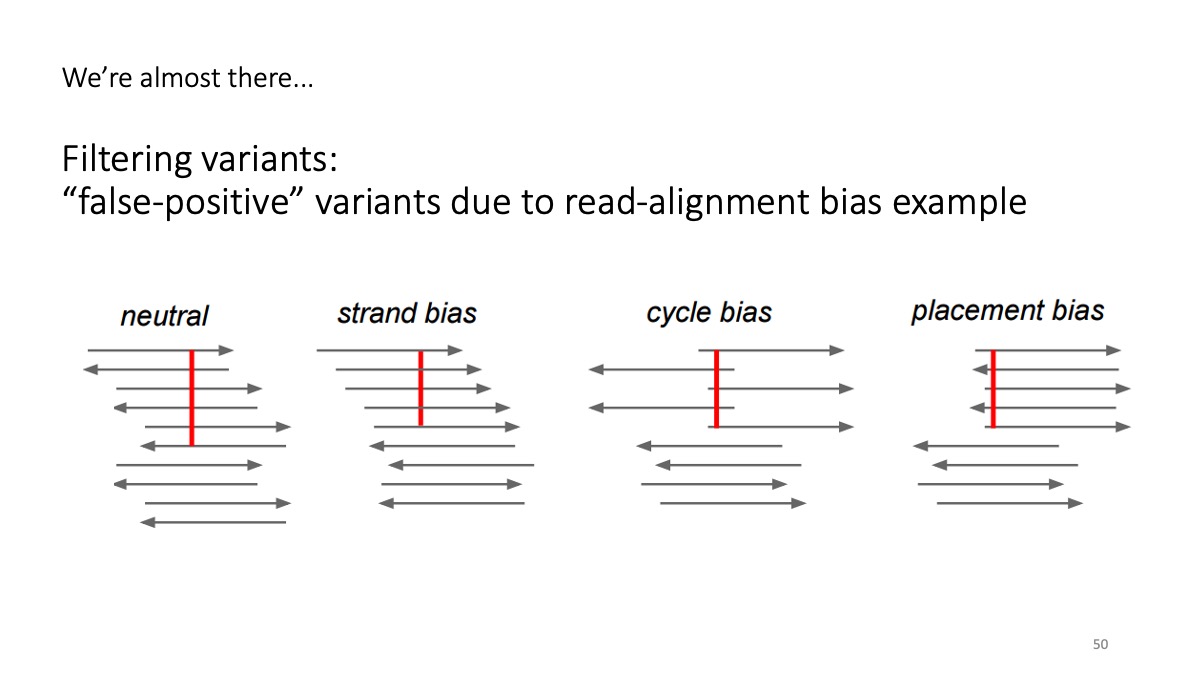 We’re almost there...
Filtering variants:
“false-positive” variants due to read-alignment bias example
neutral
strand bias
cycle bias
placement bias
50